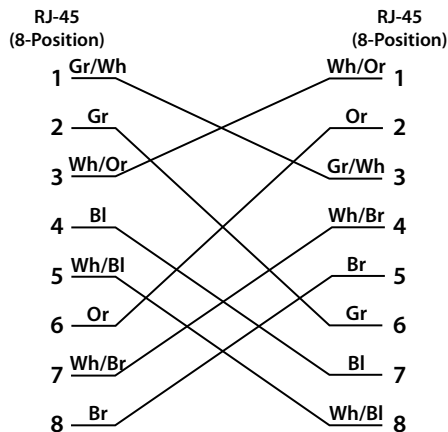 RJ-45 RJ-45
(8-Position) (8-Position)
1 Gr/Wh Wh/Or 1
2 Gr Or 2
3 Wh/Or Gr/Wh 3
4 Bl Wh/Br 4
5 Wh/Bl Br 5
6 Or Gr 6
7 Wh/Br Bl 7
8 Br Wh/Bl 8